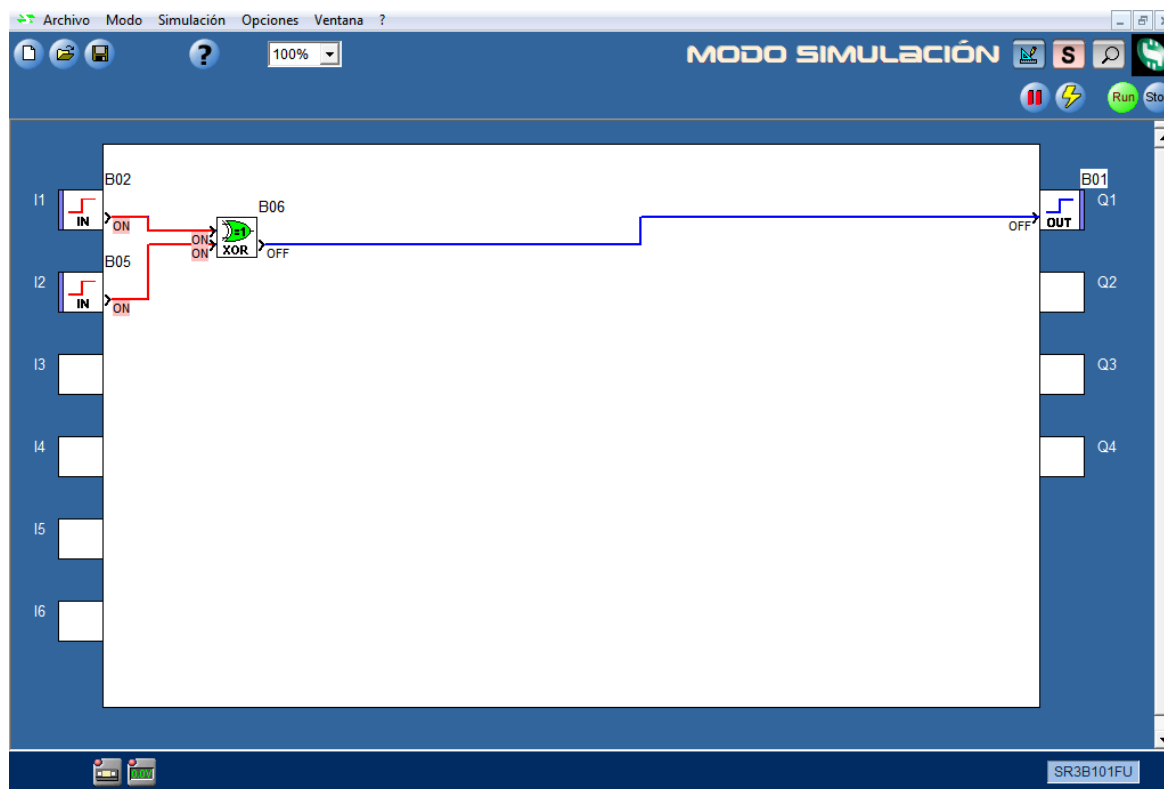 Archivo Modo Simulación Opciones Ventana ?
? 100% MODO SIMULACIÓN S
Run Sto
B02 B01
I1 IN ON B06 Q1
ON =1 OFF OUT
ON XOR OFF
B05
I2 IN ON Q2
I3 Q3
I4 Q4
I5
I6
0.0V SR3B101FU